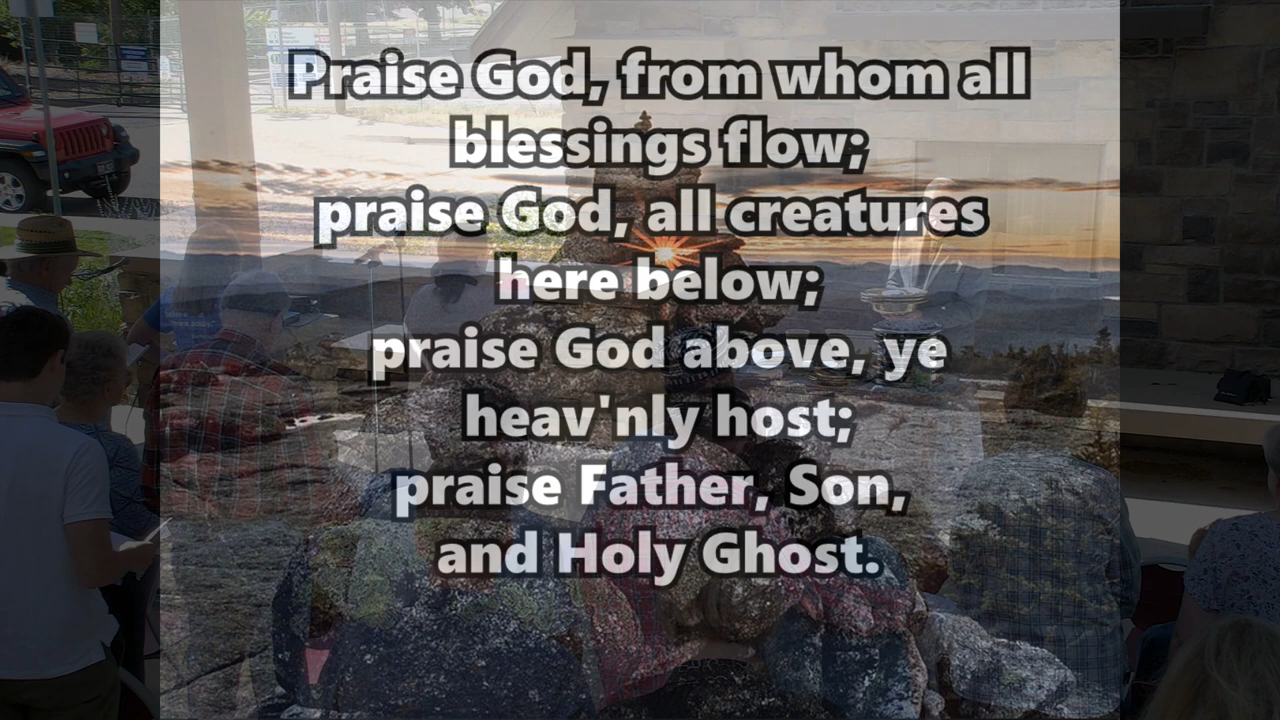 Praise God, from whom all
blessings flow;
praise God, all creatures
here below;
praise God above, ye
heav'nly host;
praise Father, Son,
and Holy Ghost.